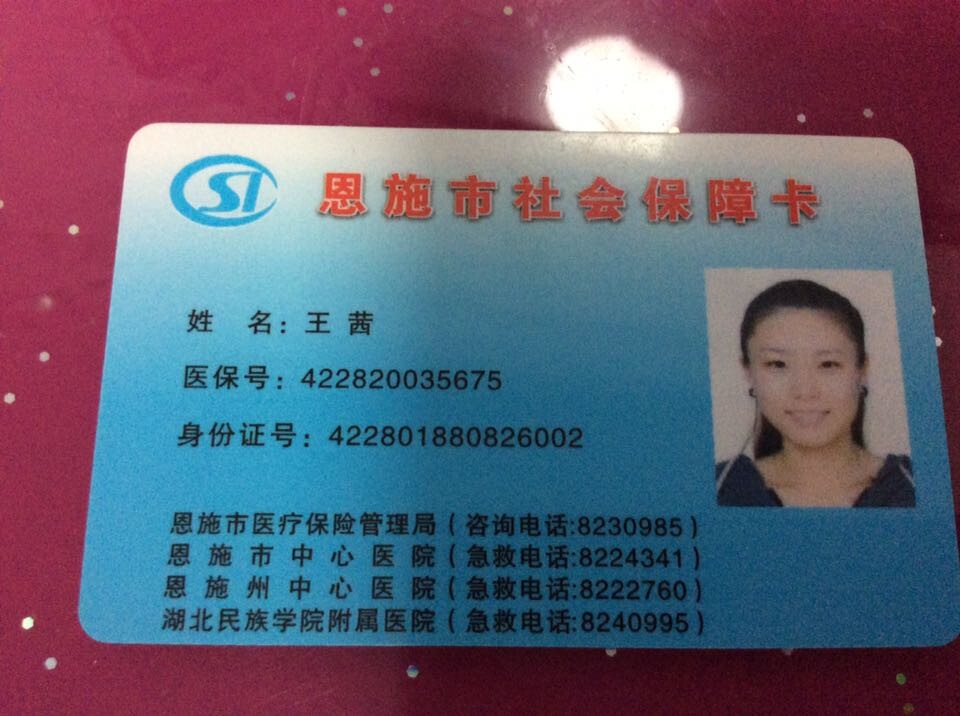 SI 恩施市社会保障卡
姓 名：王 茜
医保号：422820035675
身份证号：422801880826002
恩施市医疗保险管理局（咨询电话:8230985）
恩施市中心医院（急救电话:8224341）
恩施州中心医院（急救电话:8222760）
湖北民族学院附属医院（急救电话:8240995）